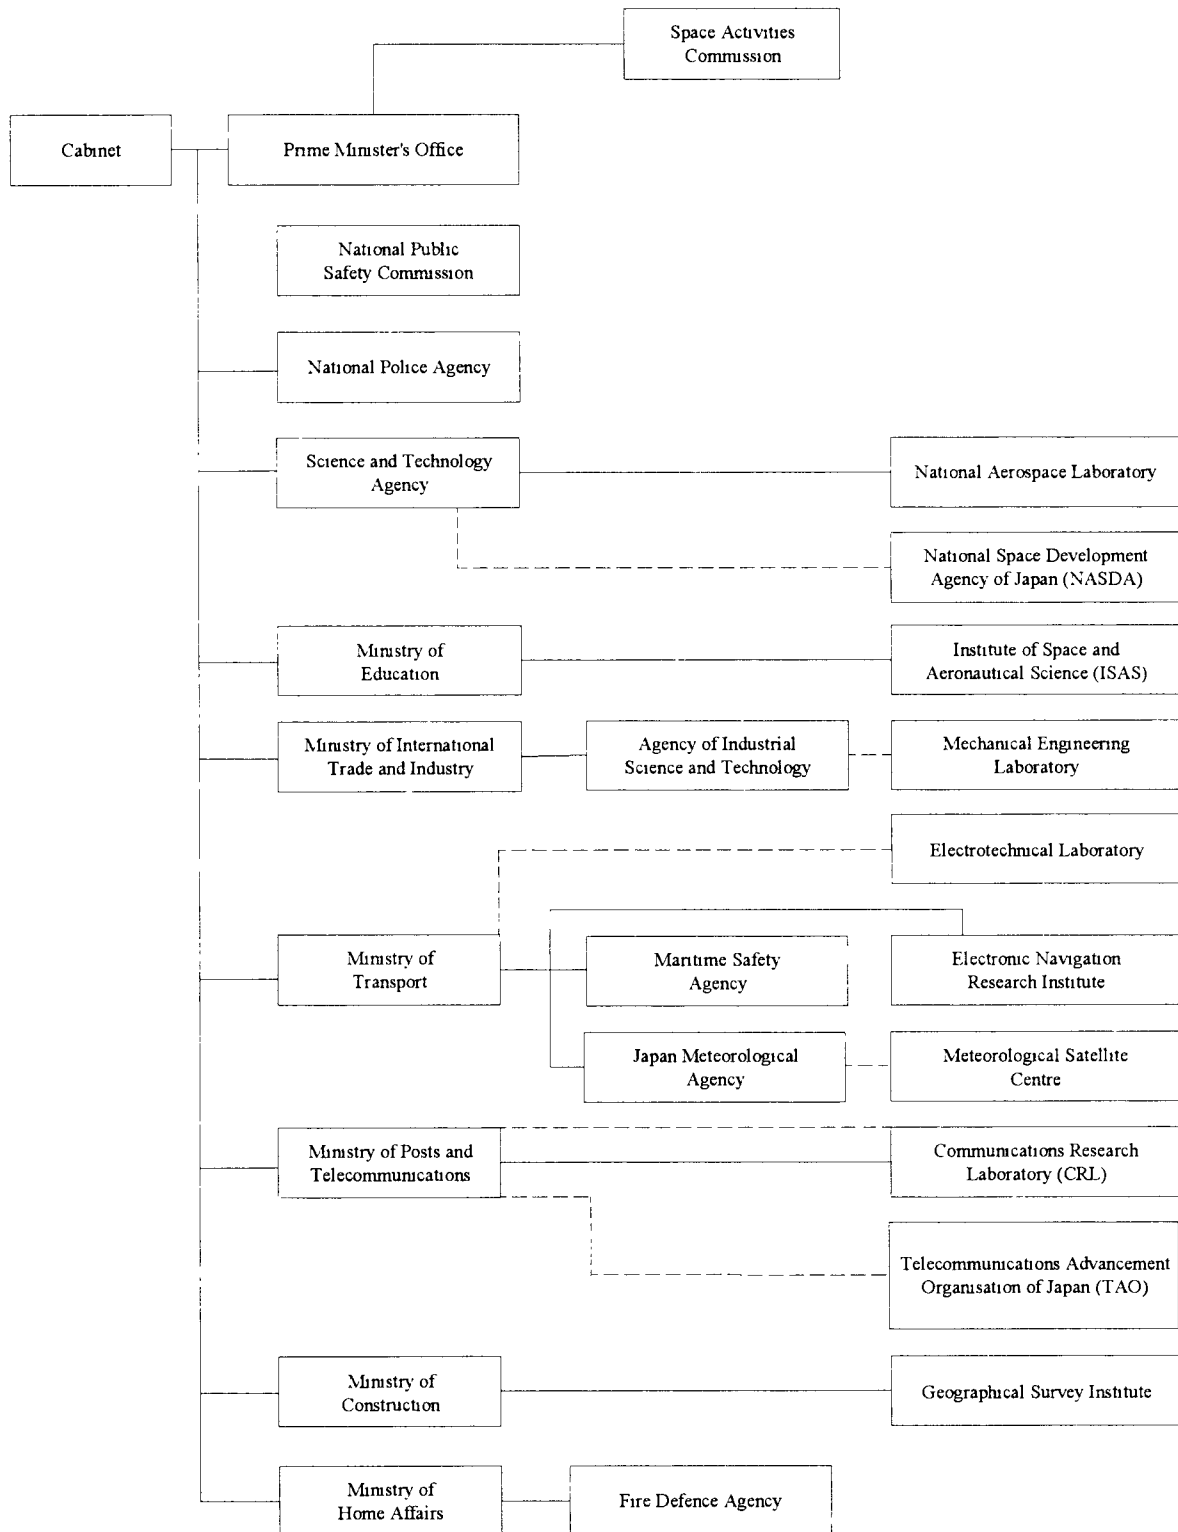 Space Activities
Commission
Cabinet
Prime Minister's Office
National Public
Safety Commission
National Police Agency
Science and Technology
Agency
National Aerospace Laboratory
National Space Development
Agency of Japan (NASDA)
Ministry of
Education
Institute of Space and
Aeronautical Science (ISAS)
Ministry of International
Trade and Industry
Agency of Industrial
Science and Technology
Mechanical Engineering
Laboratory
Electrotechnical Laboratory
Ministry of
Transport
Maritime Safety
Agency
Electronic Navigation
Research Institute
Japan Meteorological
Agency
Meteorological Satellite
Centre
Ministry of Posts and
Telecommunications
Communications Research
Laboratory (CRL)
Telecommunications Advancement
Organisation of Japan (TAO)
Ministry of
Construction
Geographical Survey Institute
Ministry of
Home Affairs
Fire Defence Agency